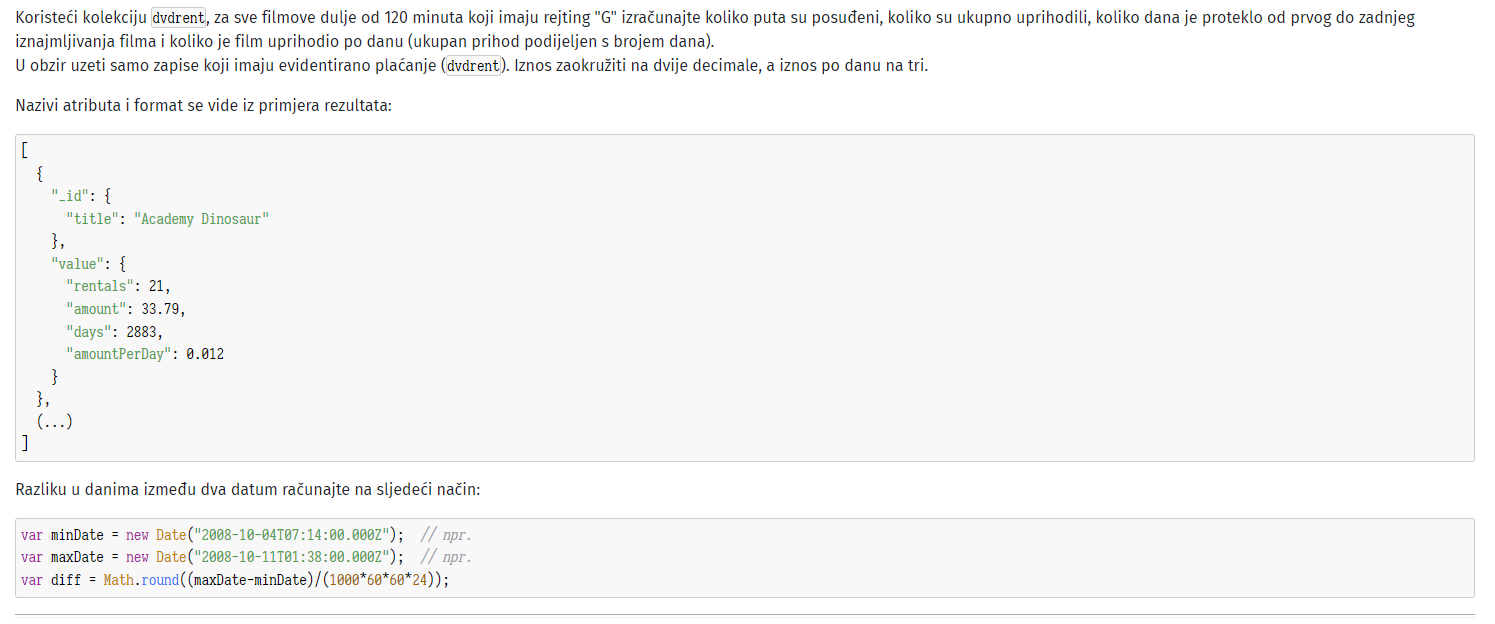 Koristeći kolekciju dvdrent, za sve filmove dulje od 120 minuta koji imaju rejting "G" izračunajte koliko puta su posuđeni, koliko su ukupno uprihodili, koliko dana je proteklo od prvog do zadnjeg
iznajmljivanja filma i koliko je film uprihodio po danu (ukupan prihod podijeljen s brojem dana).
U obzir uzeti samo zapise koji imaju evidentirano plaćanje (dvdrent). Iznos zaokružiti na dvije decimale, a iznos po danu na tri.
Nazivi atributa i format se vide iz primjera rezultata:
[
  {
    "_id": {
      "title": "Academy Dinosaur"
    },
    "value": {
      "rentals": 21,
      "amount": 33.79,
      "days": 2883,
      "amountPerDay": 0.012
    }
  },
  (...)
]
Razliku u danima između dva datum računajte na sljedeći način:
var minDate = new Date("2008-10-04T07:14:00.000Z");  // npr.
var maxDate = new Date("2008-10-11T01:38:00.000Z");  // npr.
var diff = Math.round((maxDate-minDate)/(1000*60*60*24));